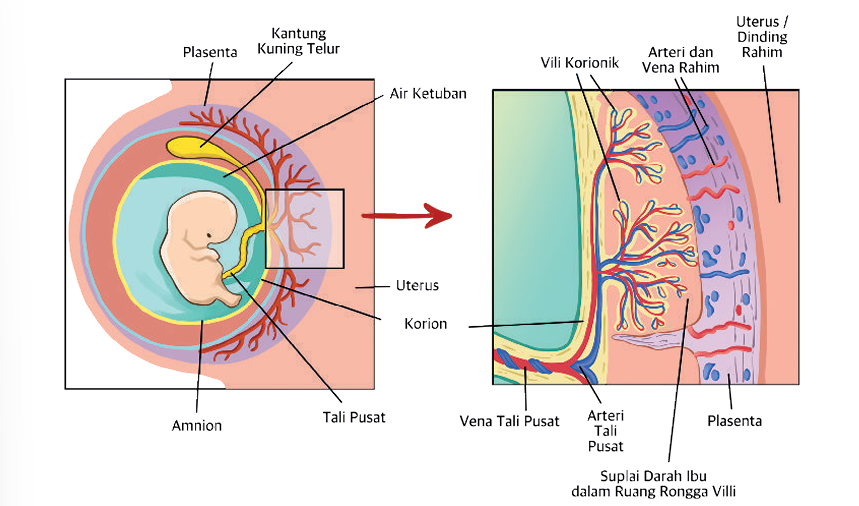 Kantung
Kuning Telur
Plasenta
Air Ketuban
Uterus
Korion
Tali Pusat
Amnion
Uterus /
Dinding
Rahim
Arteri dan
Vena Rahim
Vili Korionik
Vena Tali Pusat
Arteri
Tali
Pusat
Plasenta
Suplai Darah Ibu
dalam Ruang Rongga Villi